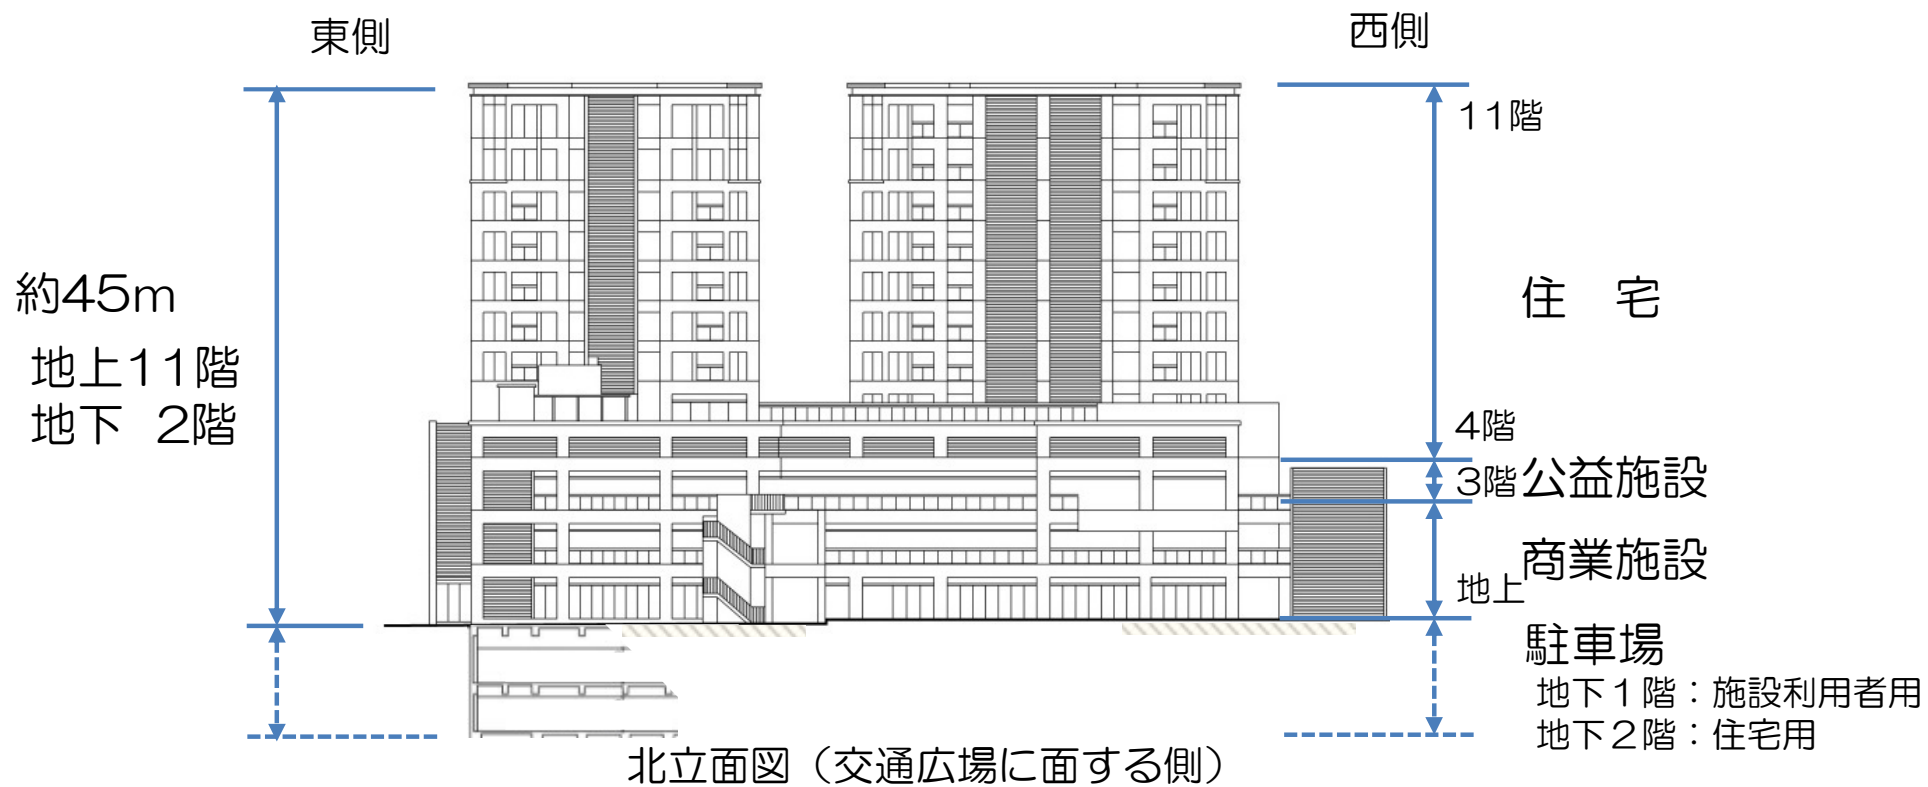 東側
西側
約45m
地上11階
地下 2階
11階
住 宅
4階
3階 公益施設
商業施設
地上
駐車場
地下1階：施設利用者用
地下2階：住宅用
北立面図（交通広場に面する側）